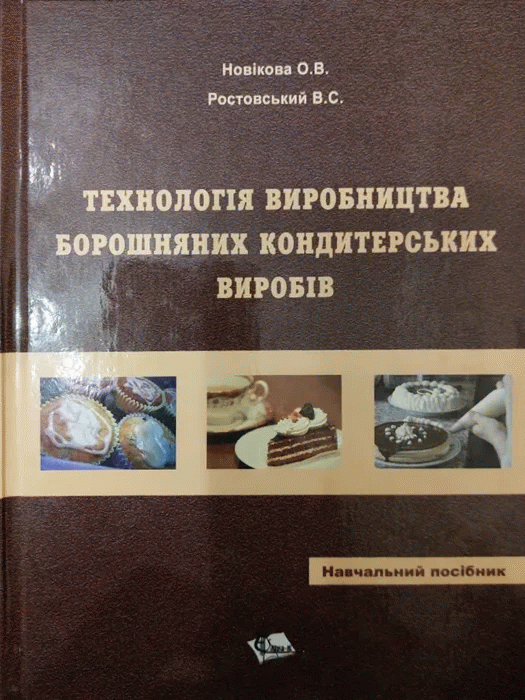 Новікова О.В.
Ростовський В.С.
ТЕХНОЛОГІЯ ВИРОБНИЦТВА
БОРОШНЯНИХ КОНДИТЕРСЬКИХ
ВИРОБІВ
Навчальний посібник